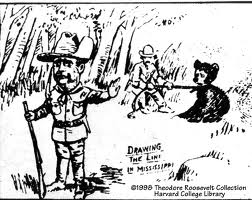 DRAWING
THE LINE
IN MISSISSIPPI
©1998 Theodore Roosevelt Collection
Harvard College Library